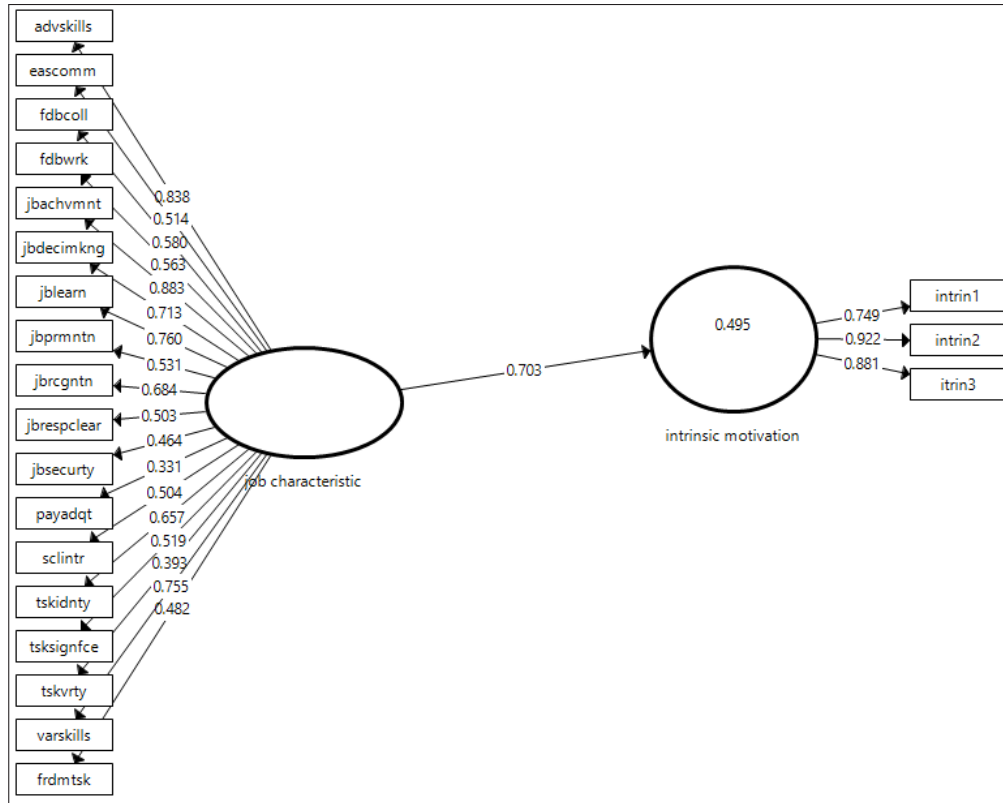 advskills
eascomm
fdbcoll
fdbwrk
jbachvmnt
jbdecimkng
jblearn
jbprmntn
jbrcgntn
jbrespclear
jbsecurty
payadqt
sclintr
tskidnty
tsksignfce
tskvrty
varskills
frdmtsk
0.838
0.514
0.580
0.563
0.883
0.713
0.760
0.531
0.684
0.503
0.464
0.331
0.504
0.657
0.519
0.393
0.755
0.482
job characteristic
0.703
0.495
intrinsic motivation
0.749
0.922
0.881
intrin1
intrin2
itrin3